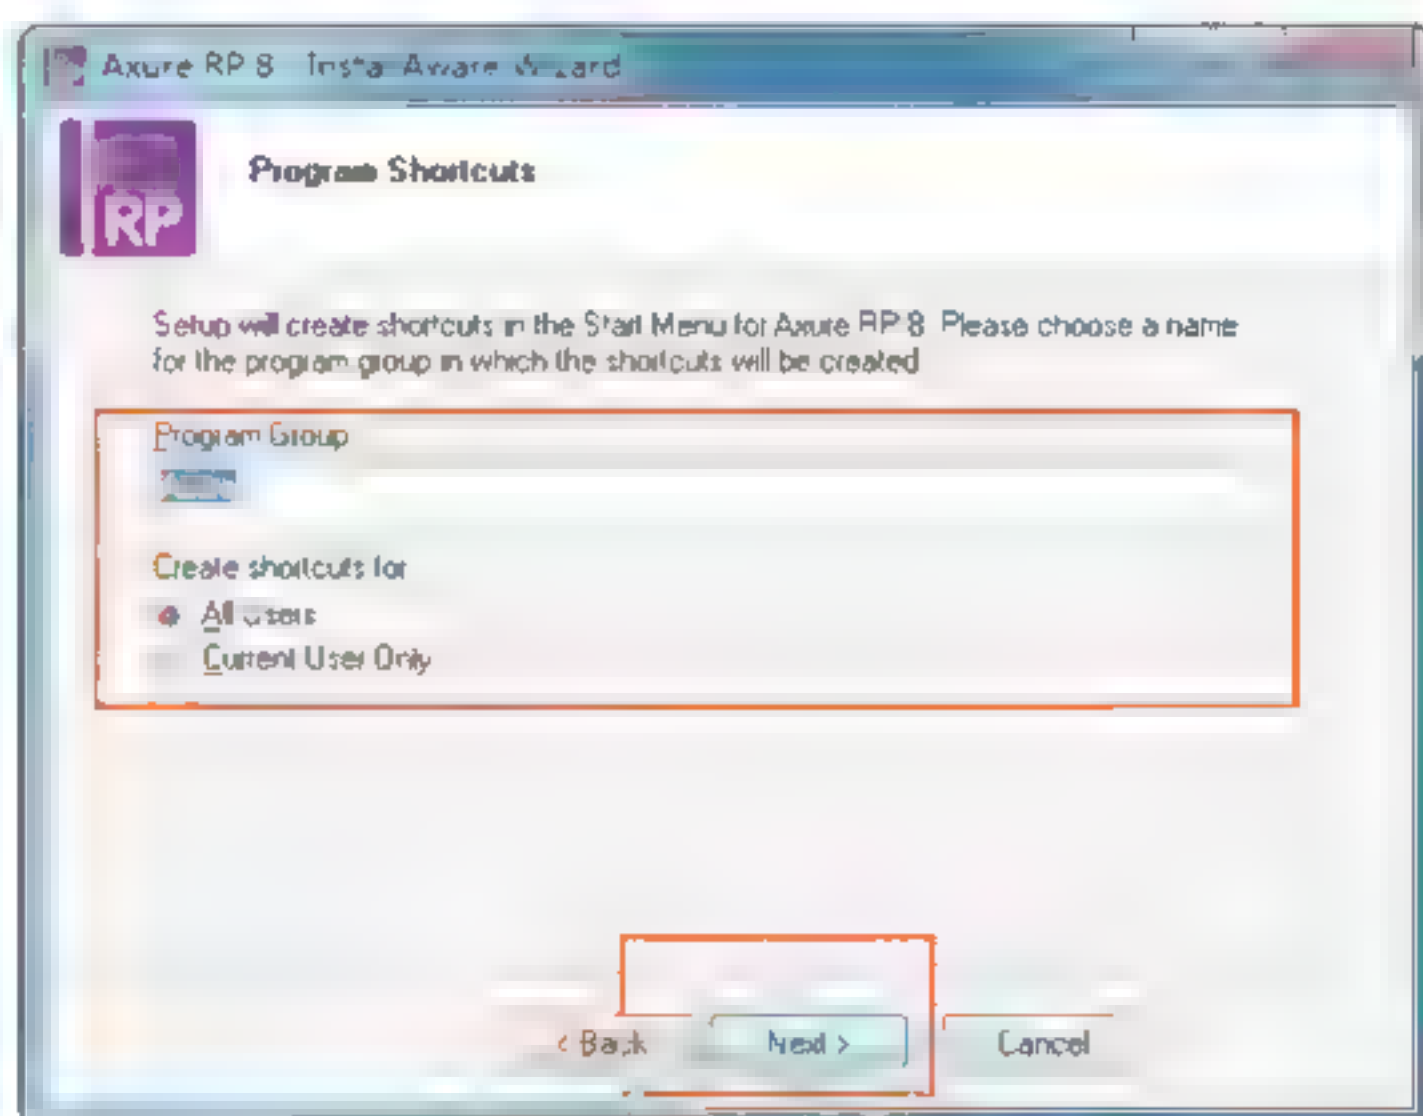 Axure RP 8 InstallAware Wizard
RP
Program Shortcuts
Setup will create shortcuts in the Start Menu for Axure RP 8 Please choose a name
for the program group in which the shortcuts will be created
Program Group
Create shortcuts for
All Users
Current User Only
< Back
Next >
Cancel